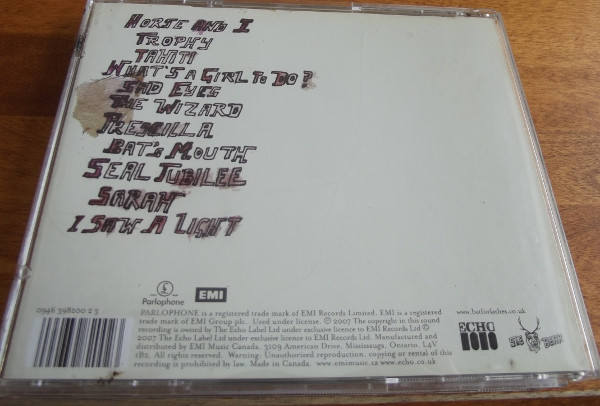 HORSE AND I
TROPHY
TAHITI
WHAT'S A GIRL TO DO?
SAD EYES
THE WIZARD
PRESCILLA
BAT'S MOUTH
SEAL JUBILEE
SARAH
I SAW A LIGHT
Parlophone
EMI
0946 398200 2 5
PARLOPHONE is a registered trade mark of EMI Records Limited. EMI is a registered
trade mark of EMI Group plc. Used under license. ℗ 2007 The copyright in this sound
recording is owned by The Echo Label Ltd under exclusive licence to EMI Records Ltd ©
2007 The Echo Label Ltd under exclusive licence to EMI Records Ltd. Manufactured and
distributed by EMI Music Canada. 3109 American Drive, Mississauga, Ontario. L4V
1B2. All rights reserved. Warning: Unauthorised reproduction, copying or rental of this
recording is prohibited by law. Made in Canada. www.emimusic.ca www.echo.co.uk
www.batforlashes.co.uk
ECHO